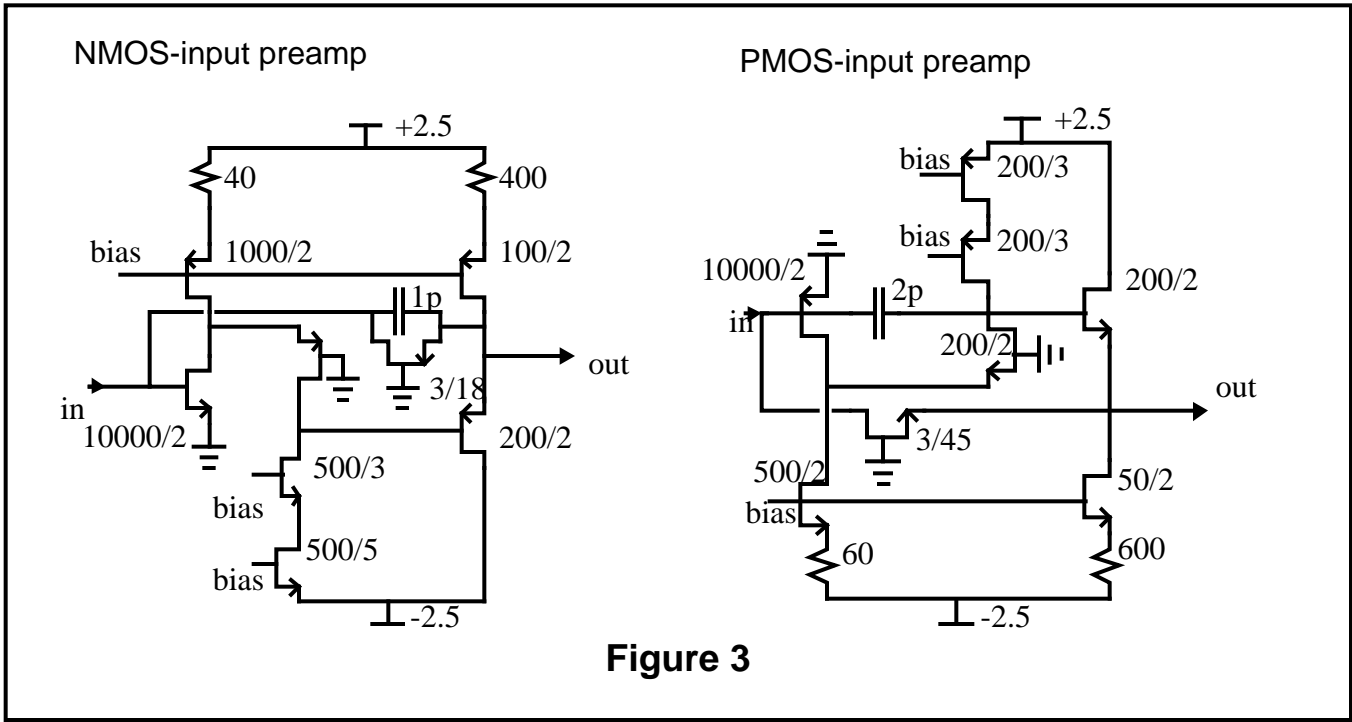 NMOS-input preamp
+2.5
40
400
bias
1000/2
100/2
1p
in
10000/2
3/18
out
200/2
500/3
bias
500/5
bias
-2.5
PMOS-input preamp
+2.5
bias
200/3
bias
200/3
10000/2
in
2p
200/2
200/2
out
3/45
500/2
bias
50/2
60
600
-2.5
Figure 3